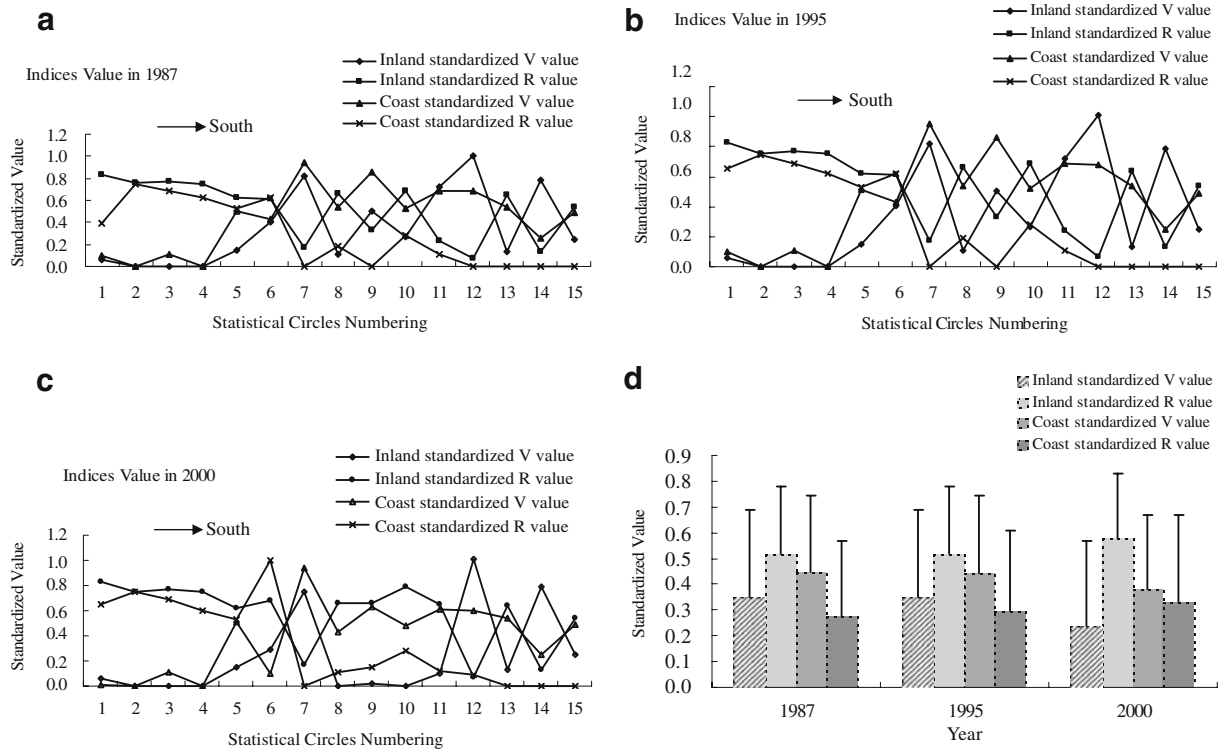 a
Indices Value in 1987
Inland standardized V value
Inland standardized R value
Coast standardized V value
Coast standardized R value
South
Standardized Value
1.2
1.0
0.8
0.6
0.4
0.2
0.0
1 2 3 4 5 6 7 8 9 10 11 12 13 14 15
Statistical Circles Numbering
b
Indices Value in 1995
Inland standardized V value
Inland standardized R value
Coast standardized V value
Coast standardized R value
South
Standardized Value
1.2
1.0
0.8
0.6
0.4
0.2
0.0
1 2 3 4 5 6 7 8 9 10 11 12 13 14 15
Statistical Circles Numbering
c
Indices Value in 2000
Inland standardized V value
Inland standardized R value
Coast standardized V value
Coast standardized R value
South
Standardized Value
1.2
1.0
0.8
0.6
0.4
0.2
0.0
1 2 3 4 5 6 7 8 9 10 11 12 13 14 15
Statistical Circles Numbering
d
Inland standardized V value
Inland standardized R value
Coast standardized V value
Coast standardized R value
Standardized Value
0.9
0.8
0.7
0.6
0.5
0.4
0.3
0.2
0.1
0.0
1987 1995 2000
Year